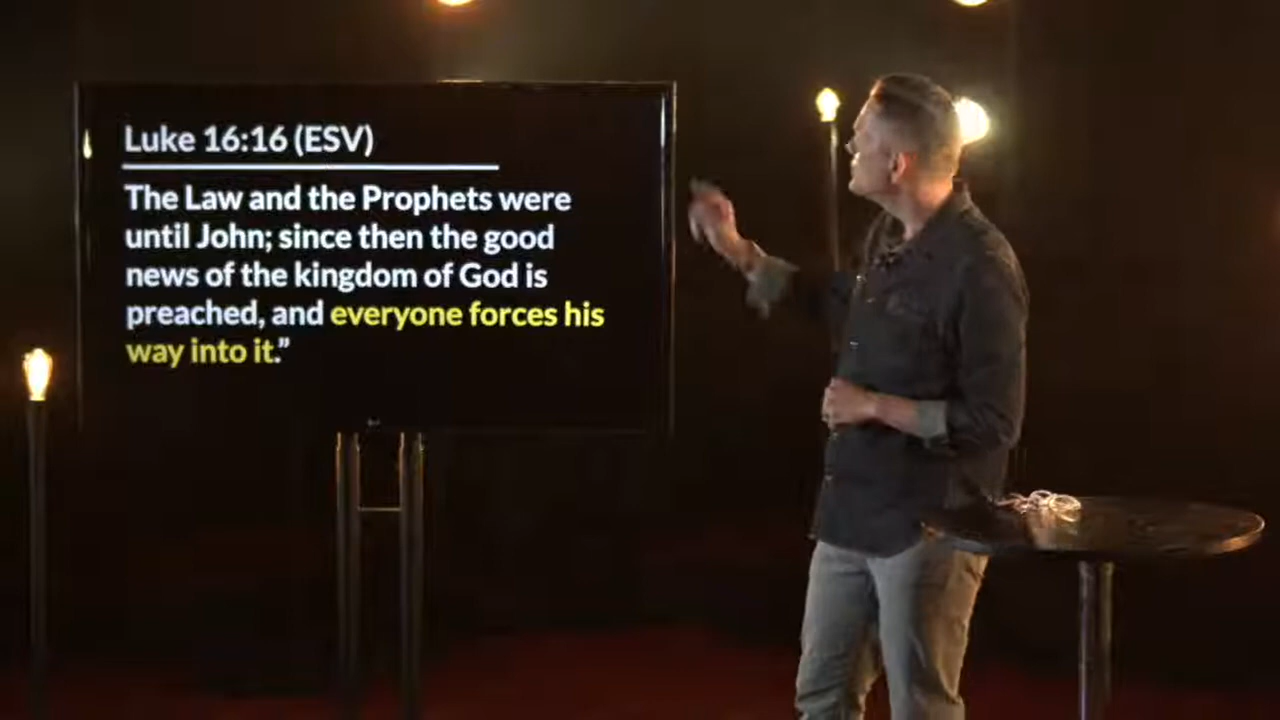 Luke 16:16 (ESV)
The Law and the Prophets were
until John; since then the good
news of the kingdom of God is
preached, and everyone forces his
way into it.”